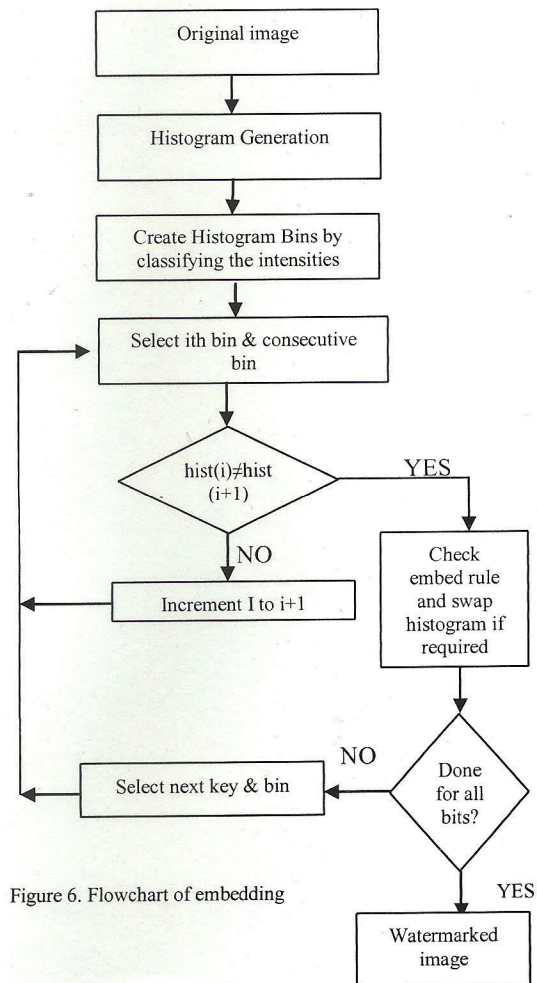 Original image
Histogram Generation
Create Histogram Bins by
classifying the intensities
Select ith bin & consecutive
bin
hist(i)≠hist
(i+1)
YES
NO
Increment I to i+1
Check
embed rule
and swap
histogram if
required
Done
for all
bits?
NO
Select next key & bin
YES
Watermarked
image
Figure 6. Flowchart of embedding